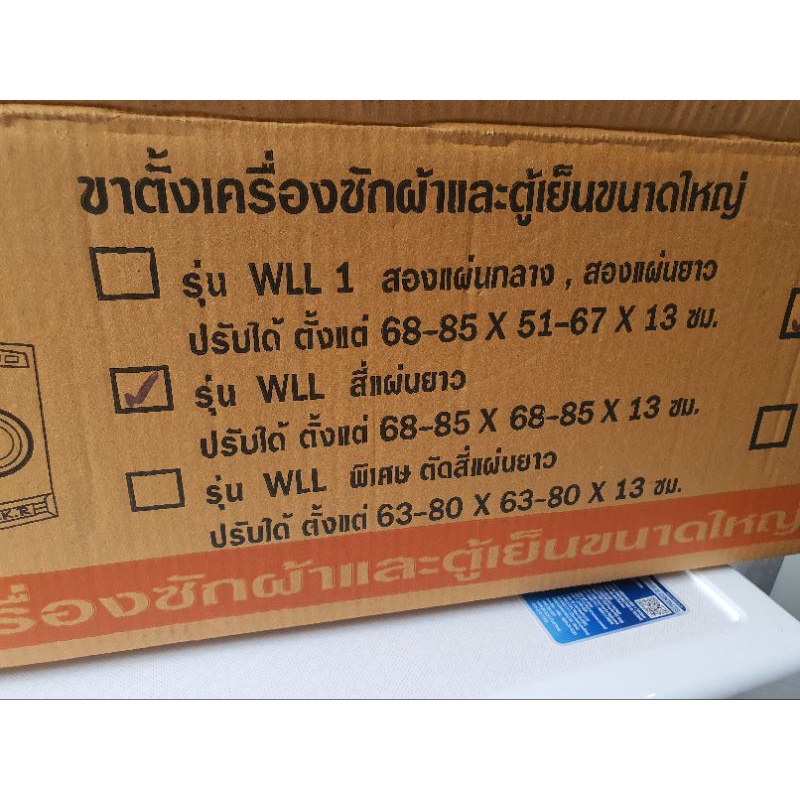 ขาตั้งเครื่องซักผ้าและตู้เย็นขนาดใหญ่
รุ่น WLL 1 สองแผ่นกลาง , สองแผ่นยาว
ปรับได้ ตั้งแต่ 68-85 X 51-67 X 13 ซม.
รุ่น WLL สี่แผ่นยาว
ปรับได้ ตั้งแต่ 68-85 X 68-85 X 13 ซม.
รุ่น WLL พิเศษ ตัดสี่แผ่นยาว
ปรับได้ ตั้งแต่ 63-80 X 63-80 X 13 ซม.
รื่องซักผ้าและตู้เย็นขนาดใหญ่